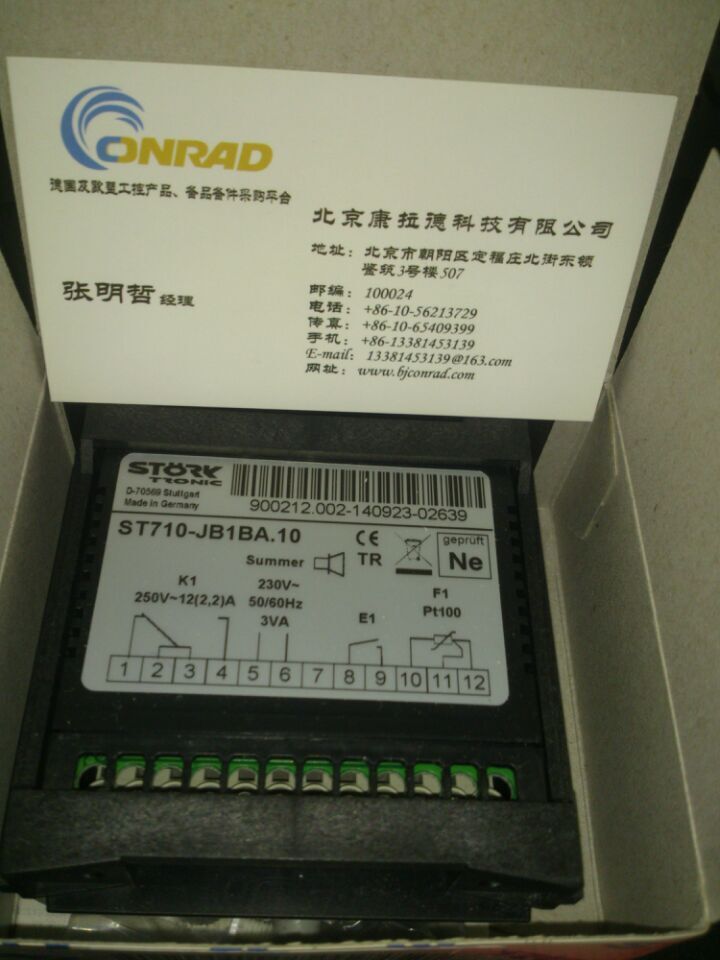 CONRAD
德国及欧盟工控产品、备品备件采购平台
北京康拉德科技有限公司
地址：北京市朝阳区定福庄北街东领
鉴筑3号楼507
张明哲 经理
邮编：100024
电话：+86-10-56213729
传真：+86-10-65409399
手机：+86-13381453139
E-mail: 13381453139@163.com
网址：www.bjconrad.com
STÖRK
TRONIC
D-70569 Stuttgart
Made in Germany
900212.002-140923-02639
ST710-JB1BA.10
CE
TR
geprüft
Ne
Summer
K1
250V~12(2,2)A
230V~
50/60Hz
3VA
E1
F1
Pt100
1 2 3 4 5 6 7 8 9 10 11 12